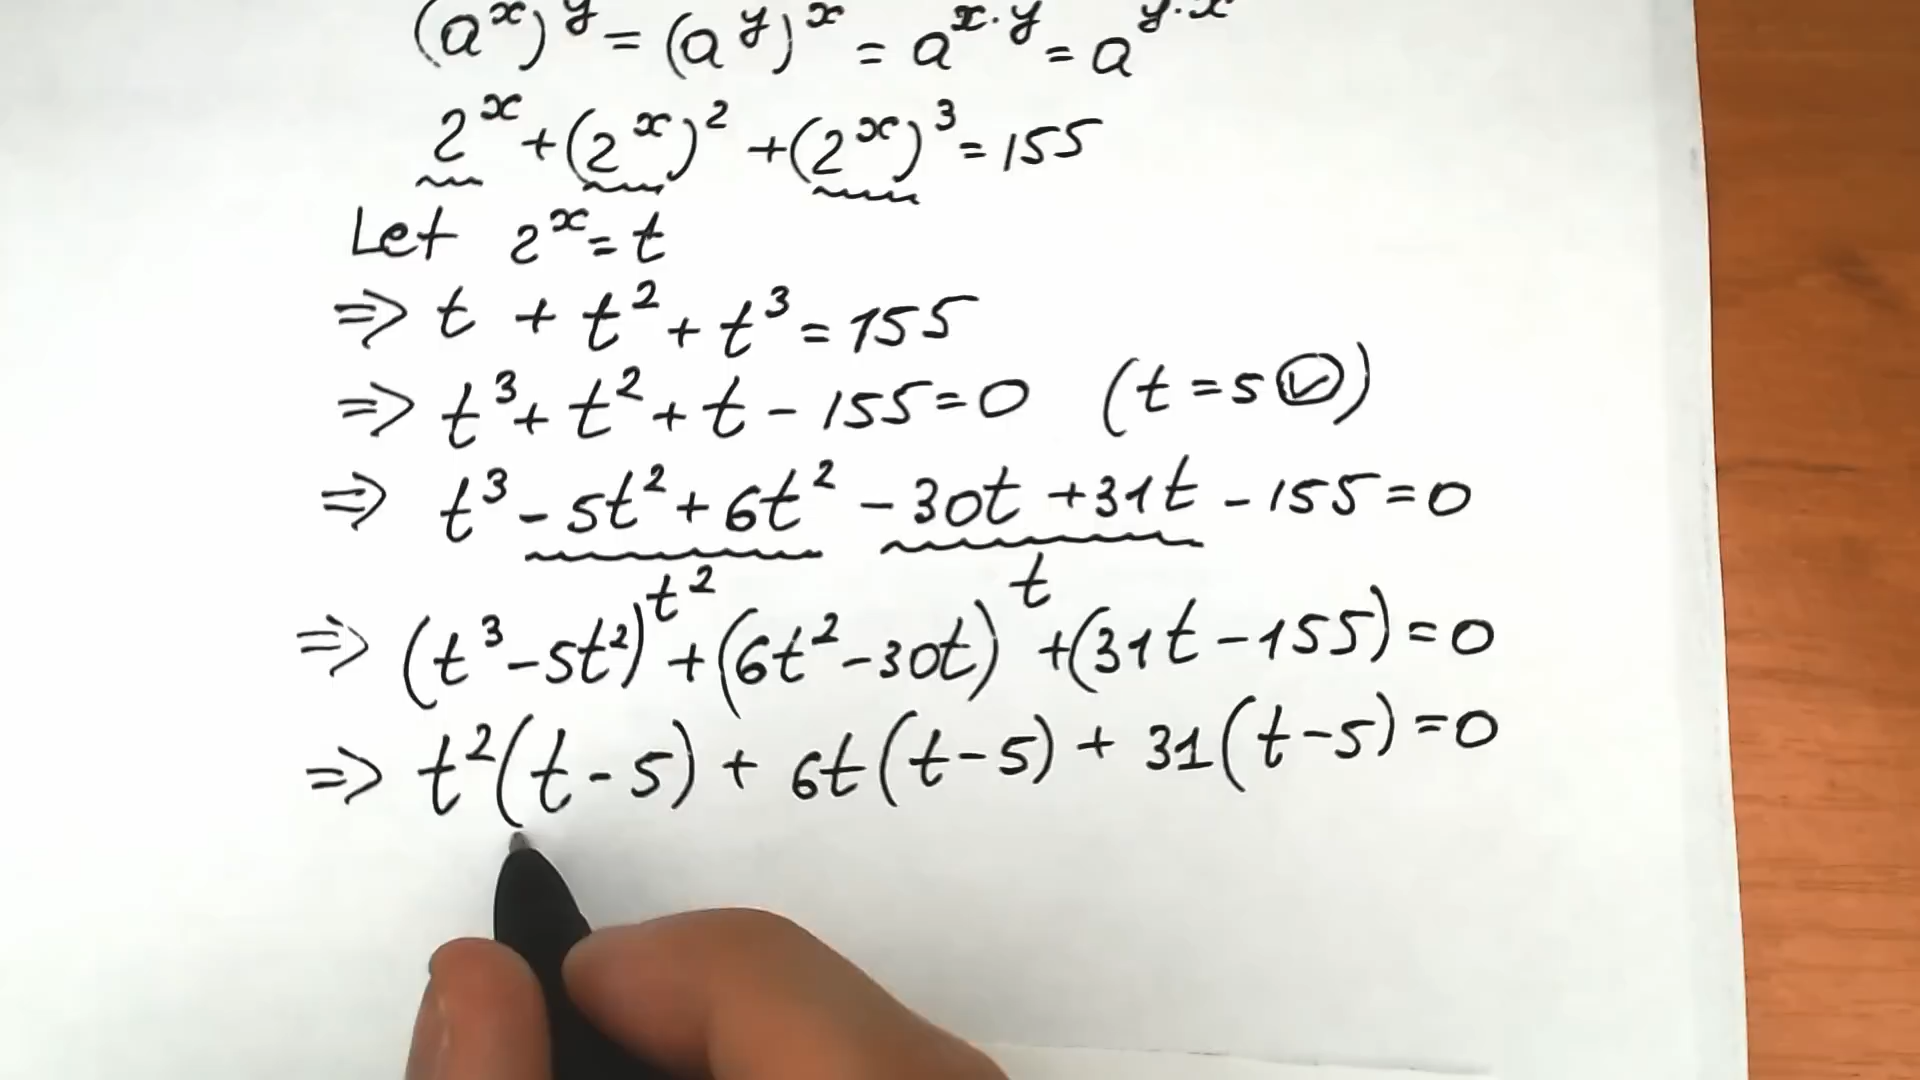 (a^x)^y = (a^y)^x = a^{x·y} = a^{y·x}
2^x + (2^x)^2 + (2^x)^3 = 155
Let 2^x = t
⇒ t + t^2 + t^3 = 155
⇒ t^3 + t^2 + t - 155 = 0 (t = 5 ✓)
⇒ t^3 - 5t^2 + 6t^2 - 30t + 31t - 155 = 0
t^2 t
⇒ (t^3 - 5t^2) + (6t^2 - 30t) + (31t - 155) = 0
⇒ t^2(t - 5) + 6t(t - 5) + 31(t - 5) = 0